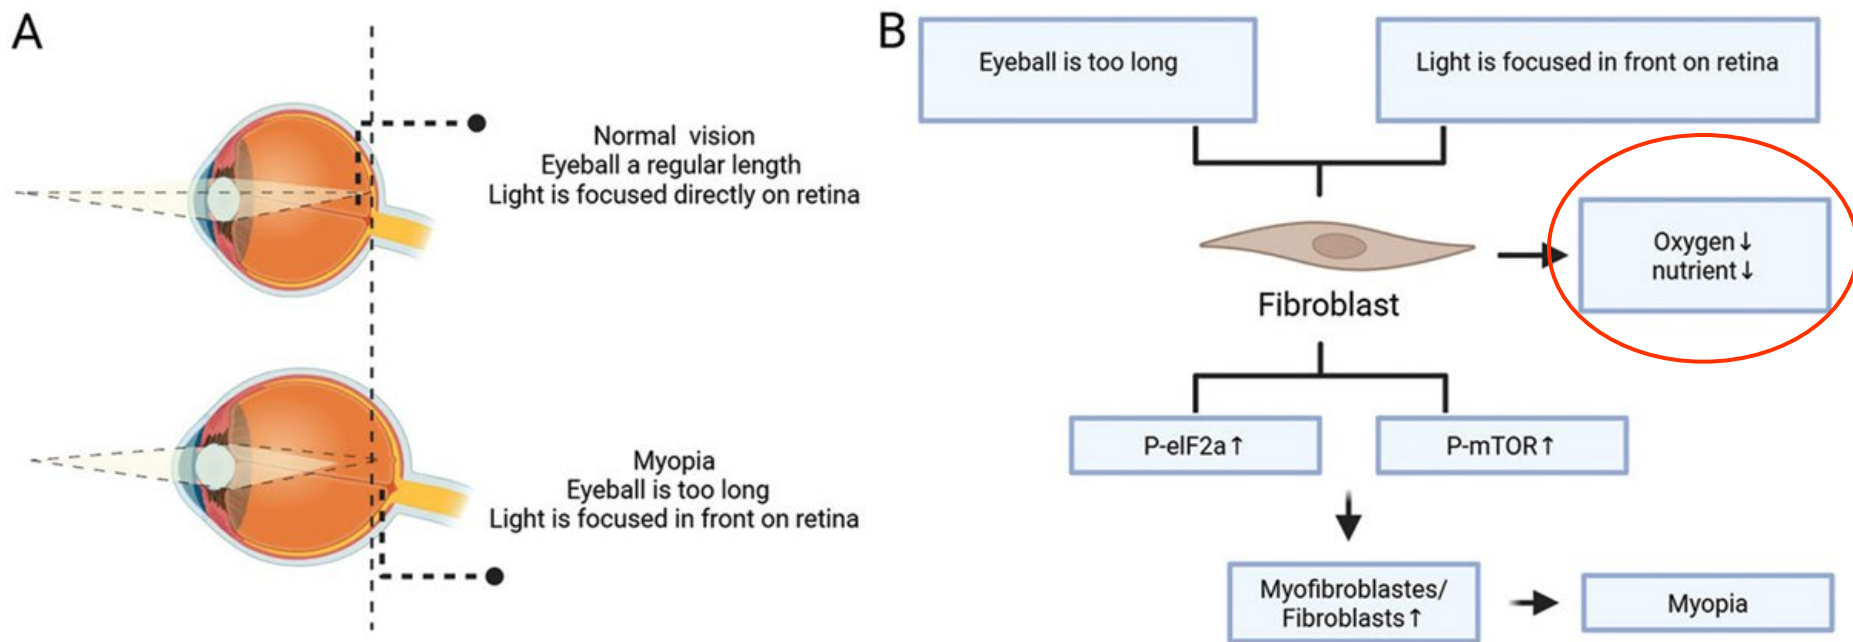 A
Normal vision
Eyeball a regular length
Light is focused directly on retina
Myopia
Eyeball is too long
Light is focused in front on retina
B
Eyeball is too long
Light is focused in front on retina
Fibroblast
Oxygen↓
nutrient↓
P-eIF2a↑
P-mTOR↑
Myofibroblastes/
Fibroblasts↑
Myopia